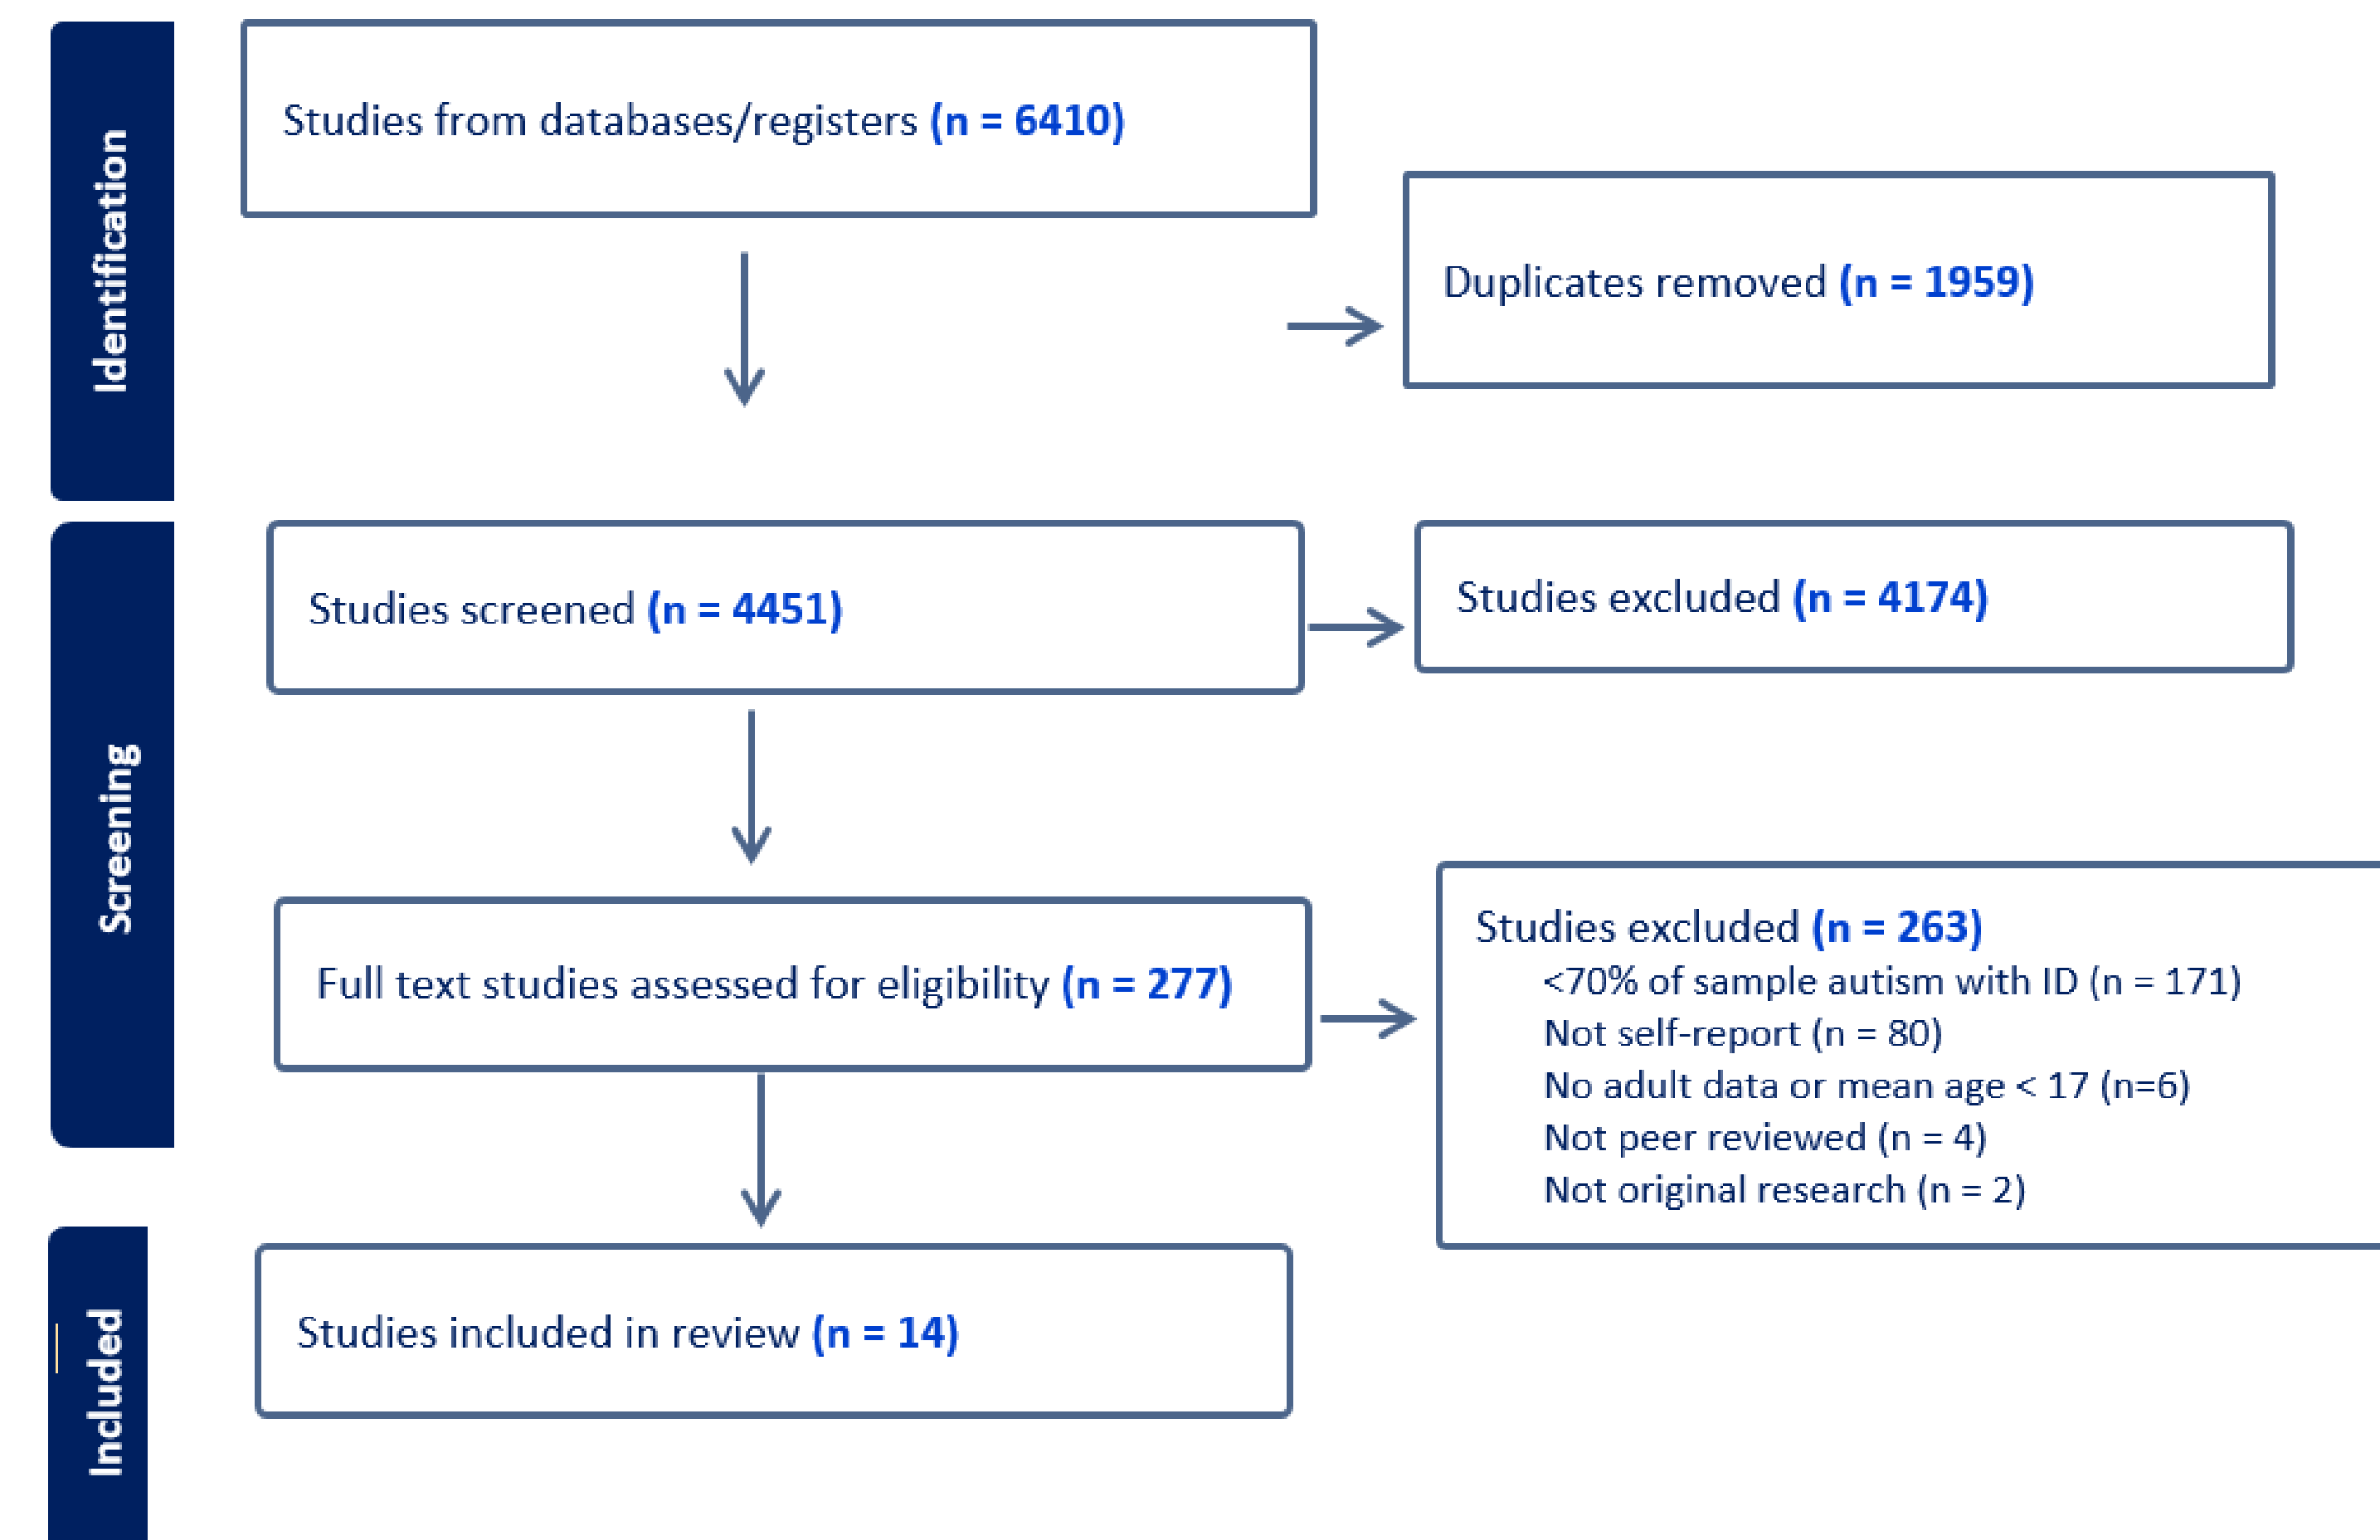 Identification
Studies from databases/registers (n = 6410)
Duplicates removed (n = 1959)
Screening
Studies screened (n = 4451)
Studies excluded (n = 4174)
Full text studies assessed for eligibility (n = 277)
Studies excluded (n = 263)
<70% of sample autism with ID (n = 171)
Not self-report (n = 80)
No adult data or mean age < 17 (n=6)
Not peer reviewed (n = 4)
Not original research (n = 2)
Included
Studies included in review (n = 14)